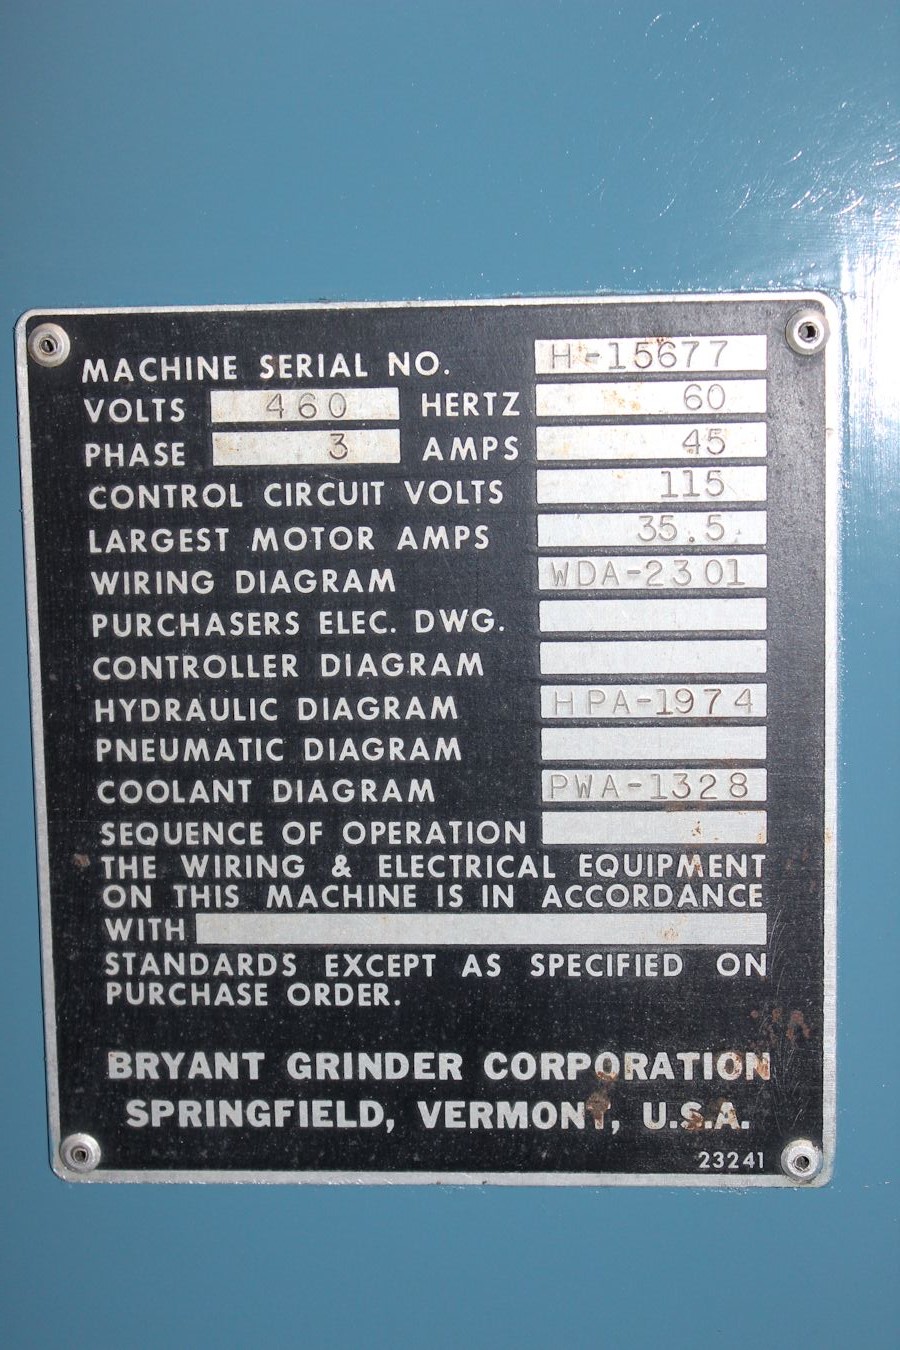 MACHINE SERIAL NO. H-15677
VOLTS 460 HERTZ 60
PHASE 3 AMPS 45
CONTROL CIRCUIT VOLTS 115
LARGEST MOTOR AMPS 35.5
WIRING DIAGRAM WDA-2301
PURCHASERS ELEC. DWG.
CONTROLLER DIAGRAM
HYDRAULIC DIAGRAM HPA-1974
PNEUMATIC DIAGRAM
COOLANT DIAGRAM PWA-1328
SEQUENCE OF OPERATION
THE WIRING & ELECTRICAL EQUIPMENT
ON THIS MACHINE IS IN ACCORDANCE
WITH
STANDARDS EXCEPT AS SPECIFIED ON
PURCHASE ORDER.
BRYANT GRINDER CORPORATION
SPRINGFIELD, VERMONT, U.S.A.
23241